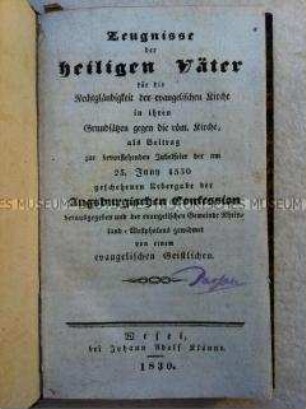 Zeugnisse
der
heiligen Väter
für die
Rechtgläubigkeit der evangelischen Kirche
in ihren
Grundsätzen gegen die röm. Kirche,
als Beitrag
zur bevorstehenden Jubelfeier der am
25. Juny 1530
geschehenen Uebergabe der
Augsburgischen Confession
herausgegeben und der evangelischen Gemeinde Rhein-
land-Westphalens gewidmet
von einem
evangelischen Geistlichen.
Wesel,
bei Johann Adolf Klönne.
1830.